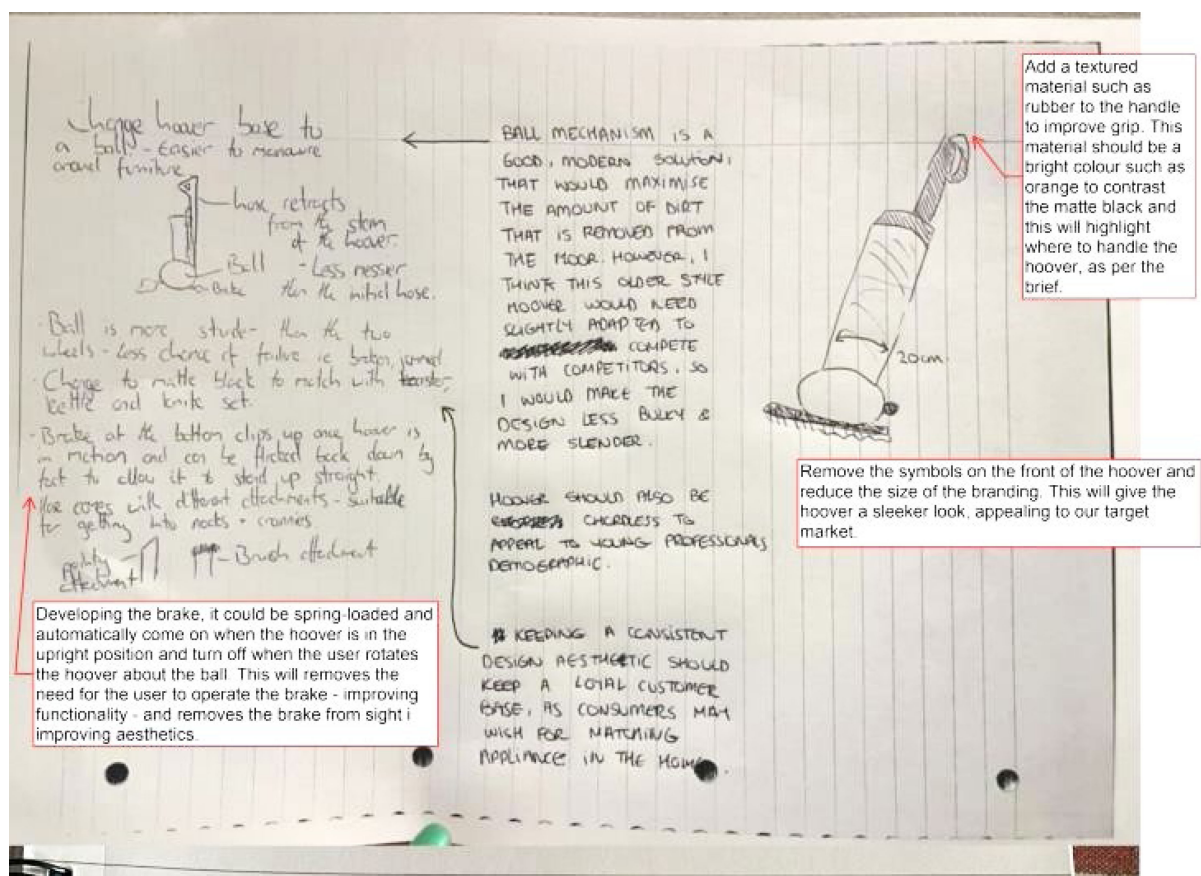 Change hoover base to
a ball - Easier to
around furniture
hose retracts
from the stem
of the hoover.
Ball
- Less messer
Brake
than the initial hose.
· Ball is more than the two
wheels - Less chance of failure ie broken, jammed
· Change to matte black to match with
kettle and knife set.
· Brake at the bottom clips up once hoover is
in motion and can be flicked back down by
foot to allow it to stand up straight.
Hose comes with different attachments - suitable
for getting into nooks + crannies
attachment
Brush attachment
Developing the brake, it could be spring-loaded and
automatically come on when the hoover is in the
upright position and turn off when the user rotates
the hoover about the ball. This will removes the
need for the user to operate the brake - improving
functionality - and removes the brake from sight i
improving aesthetics.
BALL MECHANISM IS A
GOOD, MODERN SOLUTION,
THAT WOULD MAXIMISE
THE AMOUNT OF DIRT
THAT IS REMOVED FROM
THE FLOOR. HOWEVER, I
THINK THIS OLDER STYLE
HOOVER WOULD NEED
SLIGHTLY ADAPTED TO
COMPETE
WITH COMPETITORS, SO
I WOULD MAKE THE
DESIGN LESS BULKY &
MORE SLENDER.
HOOVER SHOULD ALSO BE
CHORDLESS TO
APPEAL TO YOUNG PROFESSIONALS
DEMOGRAPHIC.
KEEPING A CONSISTENT
DESIGN AESTHETIC SHOULD
KEEP A LOYAL CUSTOMER
BASE, AS CONSUMERS MAY
WISH FOR MATCHING
APPLIANCE IN THE HOME.
20cm
Add a textured
material such as
rubber to the handle
to improve grip. This
material should be a
bright colour such as
orange to contrast
the matte black and
this will highlight
where to handle the
hoover, as per the
brief.
Remove the symbols on the front of the hoover and
reduce the size of the branding. This will give the
hoover a sleeker look, appealing to our target
market.